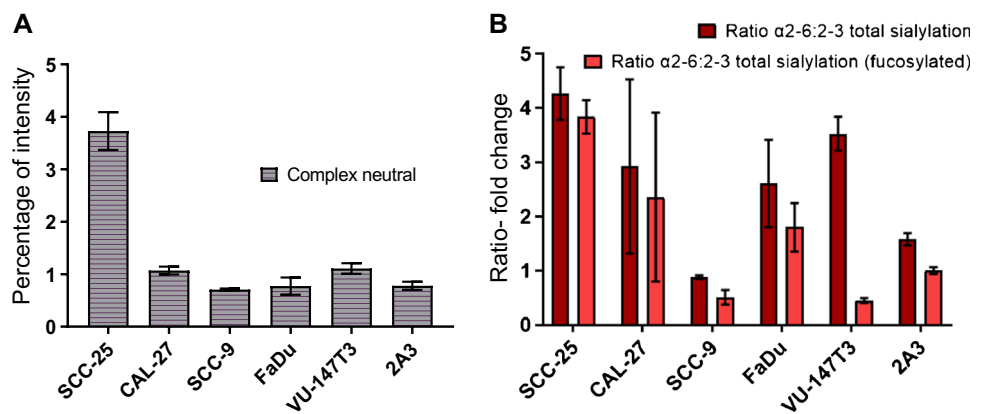 A
Percentage of intensity
5
4
3
2
1
0
Complex neutral
SCC-25
CAL-27
SCC-9
FaDu
VU-147T3
2A3
B
Ratio α2-6:2-3 total sialylation
Ratio α2-6:2-3 total sialylation (fucosylated)
Ratio- fold change
5
4
3
2
1
0
SCC-25
CAL-27
SCC-9
FaDu
VU-147T3
2A3